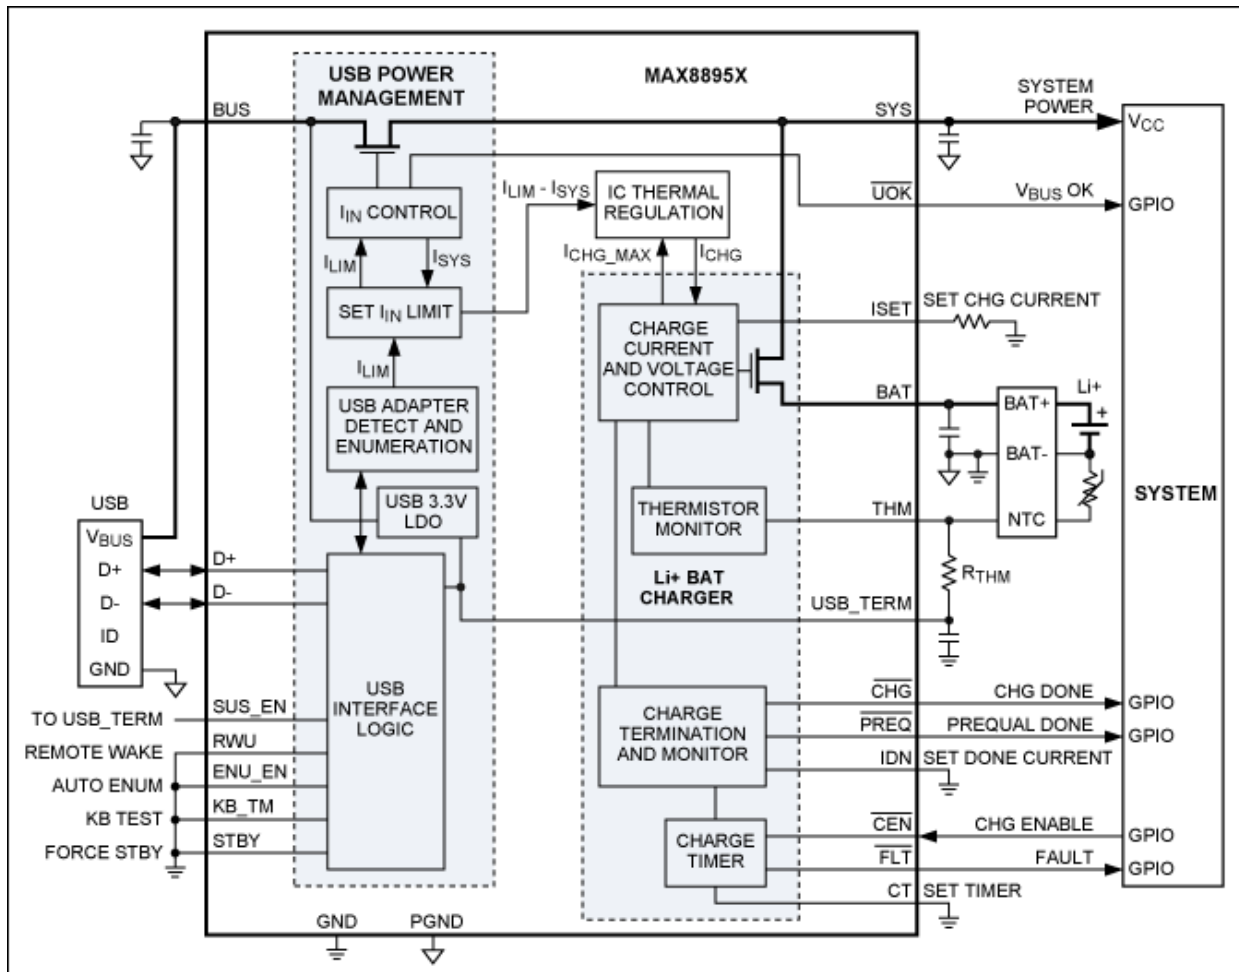 USB POWER
MANAGEMENT
MAX8895X
BUS
SYS
SYSTEM
POWER
VCC
IIN CONTROL
ILIM - ISYS
IC THERMAL
REGULATION
UOK
VBUS OK
GPIO
ILIM
ISYS
ICHG_MAX
ICHG
SET IIN LIMIT
CHARGE
CURRENT
AND VOLTAGE
CONTROL
ISET
SET CHG CURRENT
ILIM
USB ADAPTER
DETECT AND
ENUMERATION
BAT
BAT+
Li+
+
BAT-
USB 3.3V
LDO
THERMISTOR
MONITOR
THM
NTC
SYSTEM
USB
VBUS
D+
D-
ID
GND
D+
D-
Li+ BAT
CHARGER
RTHM
USB_TERM
USB
INTERFACE
LOGIC
TO USB_TERM
SUS_EN
REMOTE WAKE
RWU
AUTO ENUM
ENU_EN
KB TEST
KB_TM
FORCE STBY
STBY
CHARGE
TERMINATION
AND MONITOR
CHG
CHG DONE
GPIO
PREQ
PREQUAL DONE
GPIO
IDN
SET DONE CURRENT
CHARGE
TIMER
CEN
CHG ENABLE
GPIO
FLT
FAULT
GPIO
CT
SET TIMER
GND
PGND